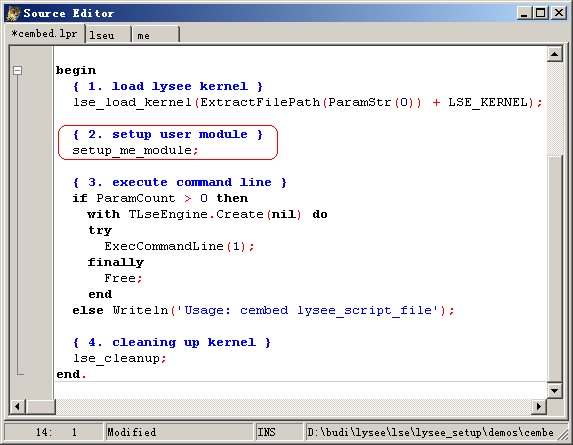 Source Editor
*cembed.lpr lseu me
begin
{ 1. load lysee kernel }
lse_load_kernel(ExtractFilePath(ParamStr(0)) + LSE_KERNEL);
{ 2. setup user module }
setup_me_module;
{ 3. execute command line }
if ParamCount > 0 then
with TLseEngine.Create(nil) do
try
ExecCommandLine(1);
finally
Free;
end
else Writeln('Usage: cembed lysee_script_file');
{ 4. cleaning up kernel }
lse_cleanup;
end.
14: 1 Modified INS D:\budi\lysee\lse\lysee_setup\demos\cembe